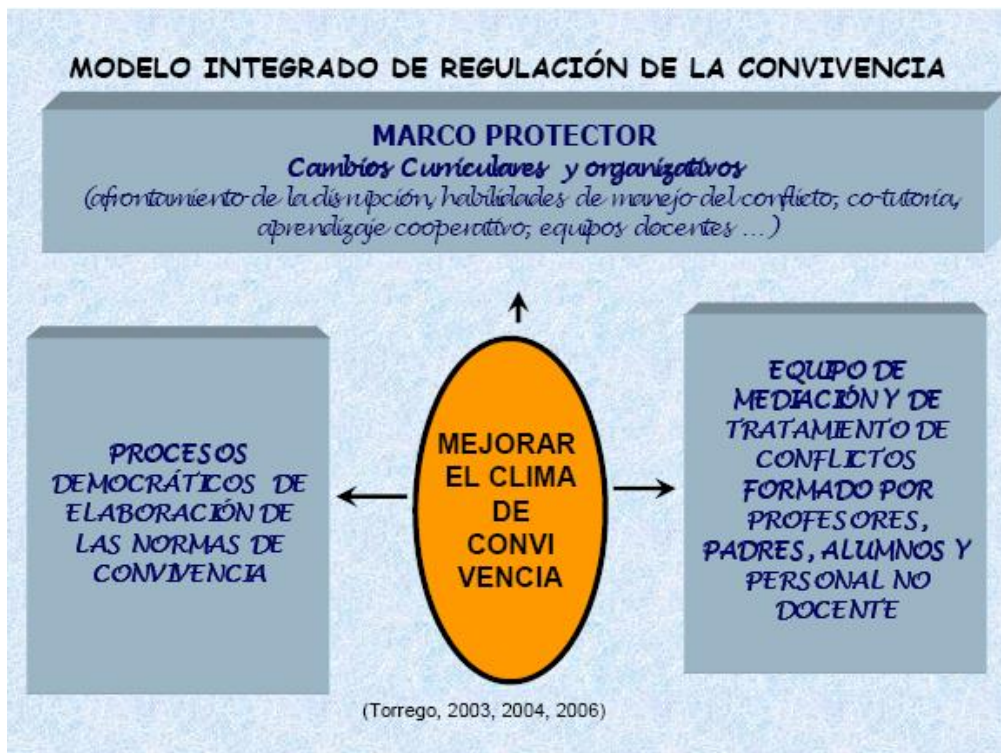 MODELO INTEGRADO DE REGULACIÓN DE LA CONVIVENCIA
MARCO PROTECTOR
Cambios Curriculares y organizativos
(afrontamiento de la disrupción, habilidades de manejo del conflicto; co-tutoría,
aprendizaje cooperativo; equipos docentes ...)
PROCESOS
DEMOCRÁTICOS DE
ELABORACIÓN DE
LAS NORMAS DE
CONVIVENCIA
MEJORAR
EL CLIMA
DE
CONVI
VENCIA
EQUIPO DE
MEDIACIÓN Y DE
TRATAMIENTO DE
CONFLICTOS
FORMADO POR
PROFESORES,
PADRES, ALUMNOS Y
PERSONAL NO
DOCENTE
(Torrego, 2003, 2004, 2006)